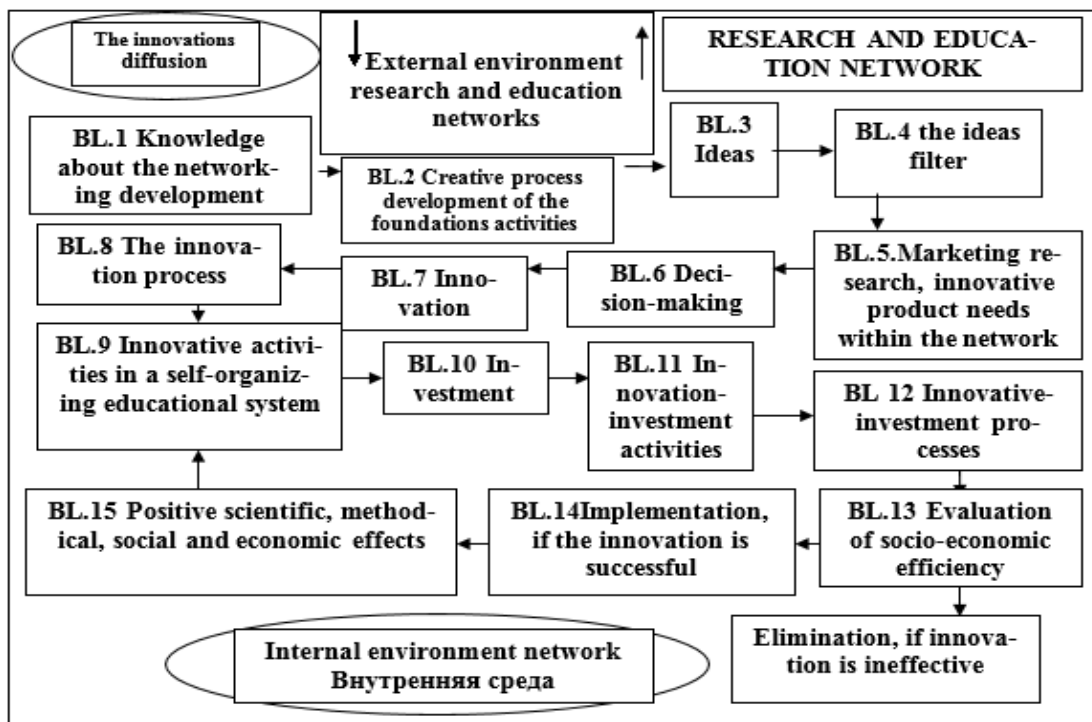 The innovations
diffusion
External environment
research and education
networks
RESEARCH AND EDUCA-
TION NETWORK
BL.1 Knowledge
about the network-
ing development
BL.2 Creative process
development of the
foundations activities
BL.3
Ideas
BL.4 the ideas
filter
BL.8 The innova-
tion process
BL.7 Inno-
vation
BL.6 Deci-
sion-making
BL.5.Marketing re-
search, innovative
product needs
within the network
BL.9 Innovative activi-
ties in a self-organiz-
ing educational system
BL.10 In-
vestment
BL.11 In-
novation-
investment
activities
BL 12 Innovative-
investment pro-
cesses
BL.15 Positive scientific, method-
ical, social and economic effects
BL.14Implementation,
if the innovation is
successful
BL.13 Evaluation
of socio-economic
efficiency
Internal environment network
Внутренняя среда
Elimination, if innova-
tion is ineffective